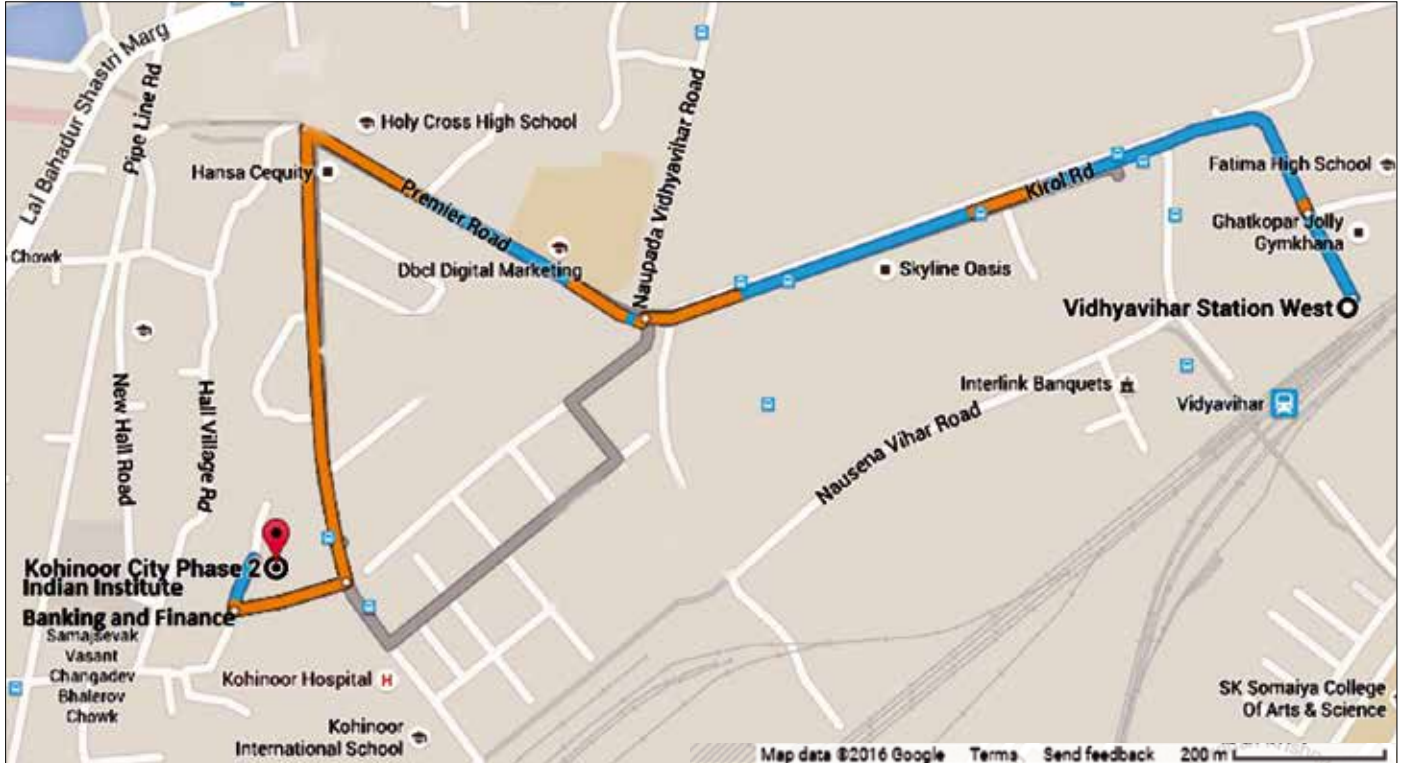 Lal Bahadur Shastri Marg
Pipe Line Rd
Holy Cross High School
Hansa Cequity
Premier Road
Naupada Vidhyavihar Road
Kirol Rd
Fatima High School
Ghatkopar Jolly
Gymkhana
Chowk
Dbcl Digital Marketing
Skyline Oasis
Vidhyavihar Station West
Interlink Banquets
Vidyavihar
New Hall Road
Hall Village Rd
Nausena Vihar Road
Kohinoor City Phase 2
Indian Institute
Banking and Finance
Samajsevak
Vasant
Changadev
Bhalerov
Chowk
Kohinoor Hospital H
Kohinoor
International School
SK Somaiya College
Of Arts & Science
Map data ©2016 Google Terms Send feedback 200 m